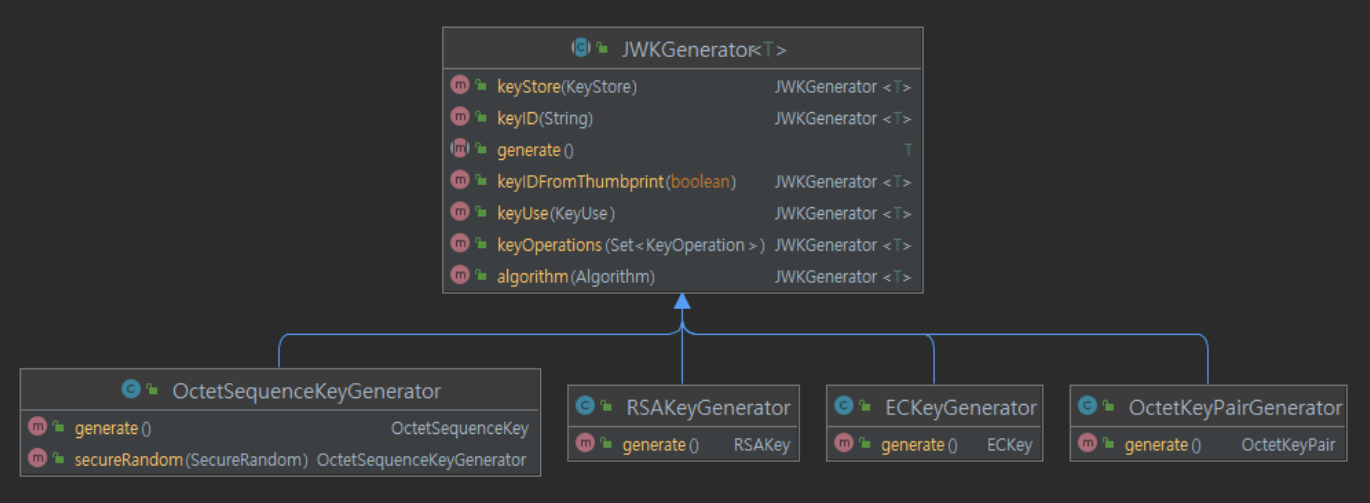 JWKGenerator<T>
keyStore(KeyStore) JWKGenerator <T>
keyID(String) JWKGenerator <T>
generate() T
keyIDFromThumbprint(boolean) JWKGenerator <T>
keyUse(KeyUse) JWKGenerator <T>
keyOperations(Set<KeyOperation>) JWKGenerator <T>
algorithm(Algorithm) JWKGenerator <T>
OctetSequenceKeyGenerator
generate() OctetSequenceKey
secureRandom(SecureRandom) OctetSequenceKeyGenerator
RSAKeyGenerator
generate() RSAKey
ECKeyGenerator
generate() ECKey
OctetKeyPairGenerator
generate() OctetKeyPair